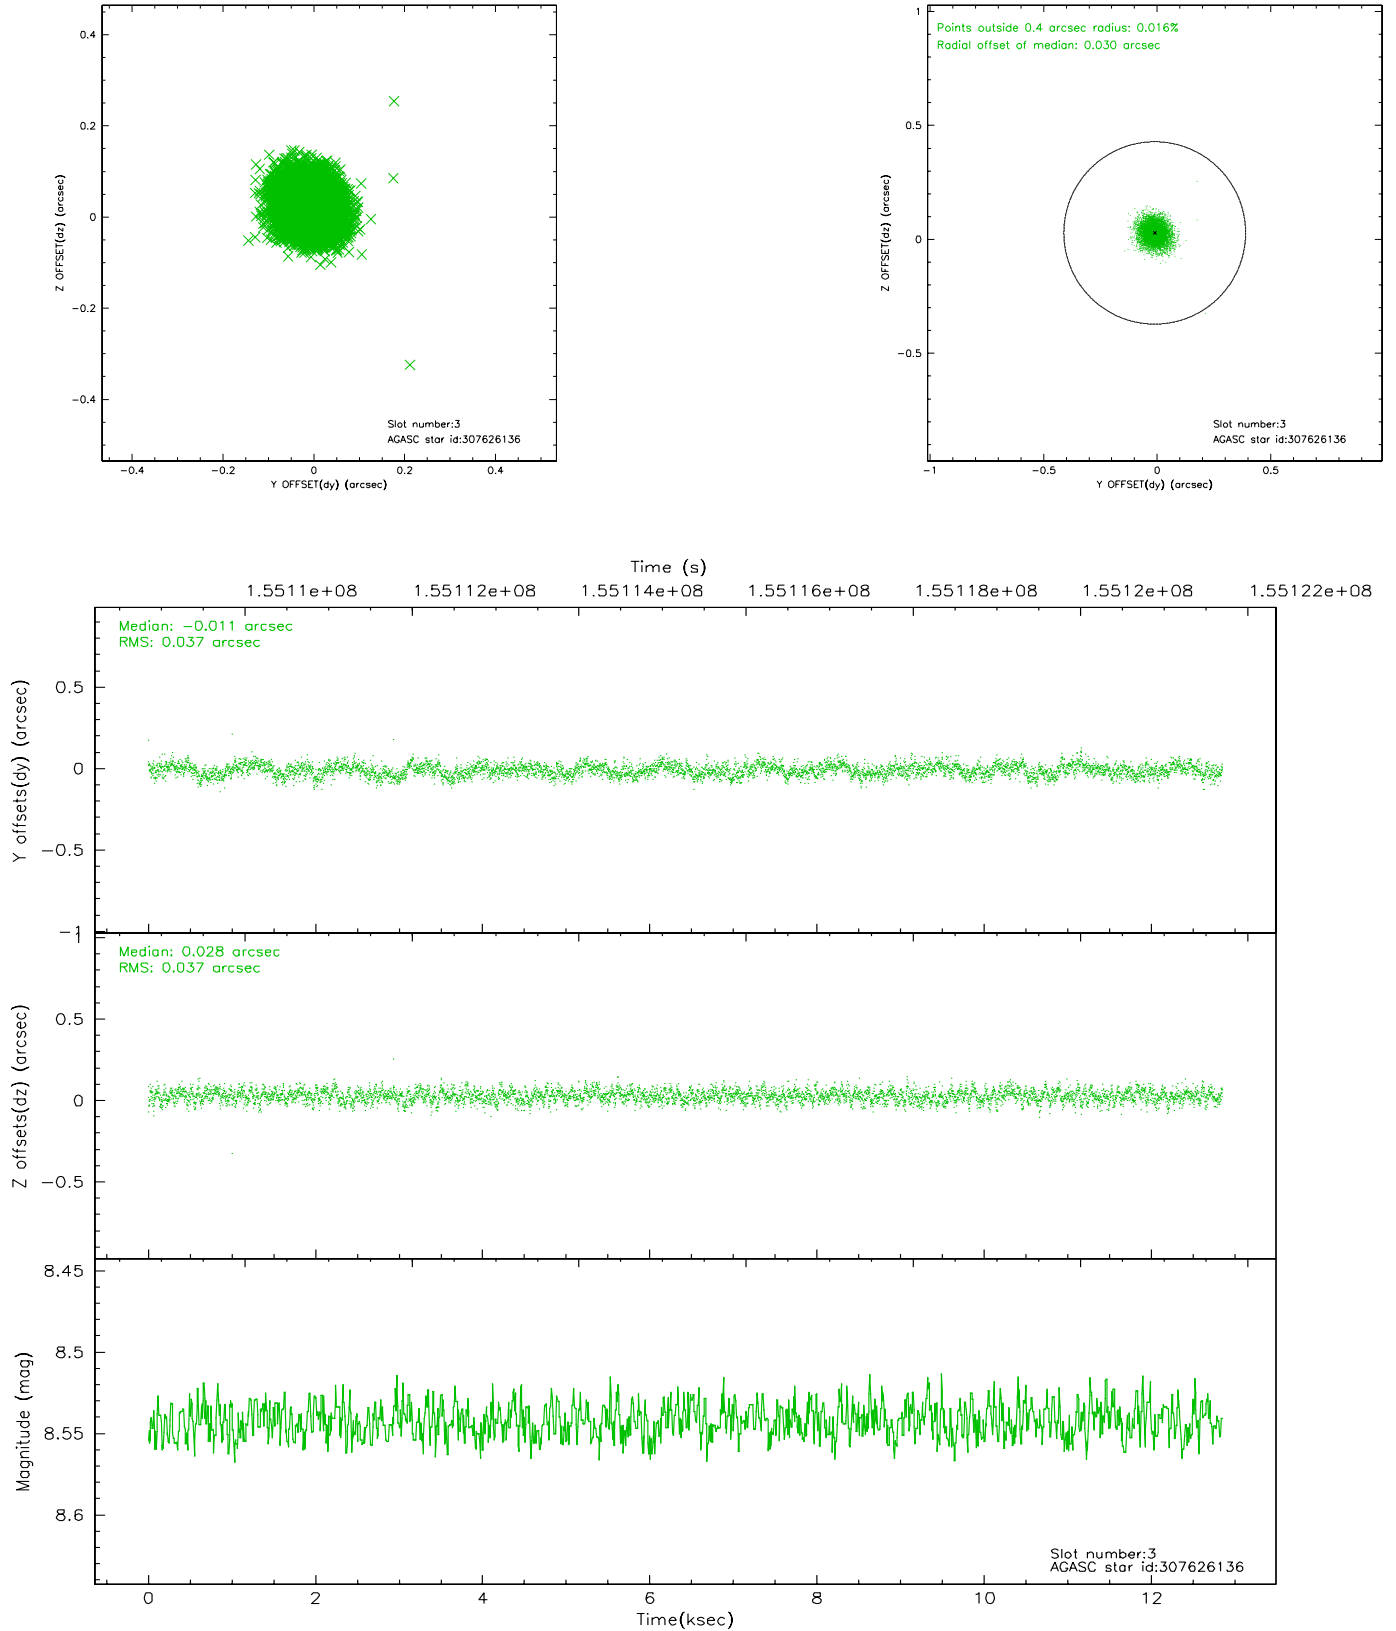 0.4
0.2
0
−0.2
−0.4
Z OFFSET(dz) (arcsec)
Slot number:3
AGASC star id:307626136
−0.4 −0.2 0 0.2 0.4
Y OFFSET(dy) (arcsec)
Points outside 0.4 arcsec radius: 0.016%
Radial offset of median: 0.030 arcsec
1
0.5
0
−0.5
Z OFFSET(dz) (arcsec)
Slot number:3
AGASC star id:307626136
−1 −0.5 0 0.5
Y OFFSET(dy) (arcsec)
Time (s)
1.5511e+08 1.55112e+08 1.55114e+08 1.55116e+08 1.55118e+08 1.5512e+08 1.55122e+08
Median: −0.011 arcsec
RMS: 0.037 arcsec
0.5
0
−0.5
−1
Y offsets(dy) (arcsec)
Median: 0.028 arcsec
RMS: 0.037 arcsec
1
0.5
0
−0.5
Z offsets(dz) (arcsec)
8.45
8.5
8.55
8.6
Magnitude (mag)
Slot number:3
AGASC star id:307626136
0 2 4 6 8 10 12
Time(ksec)